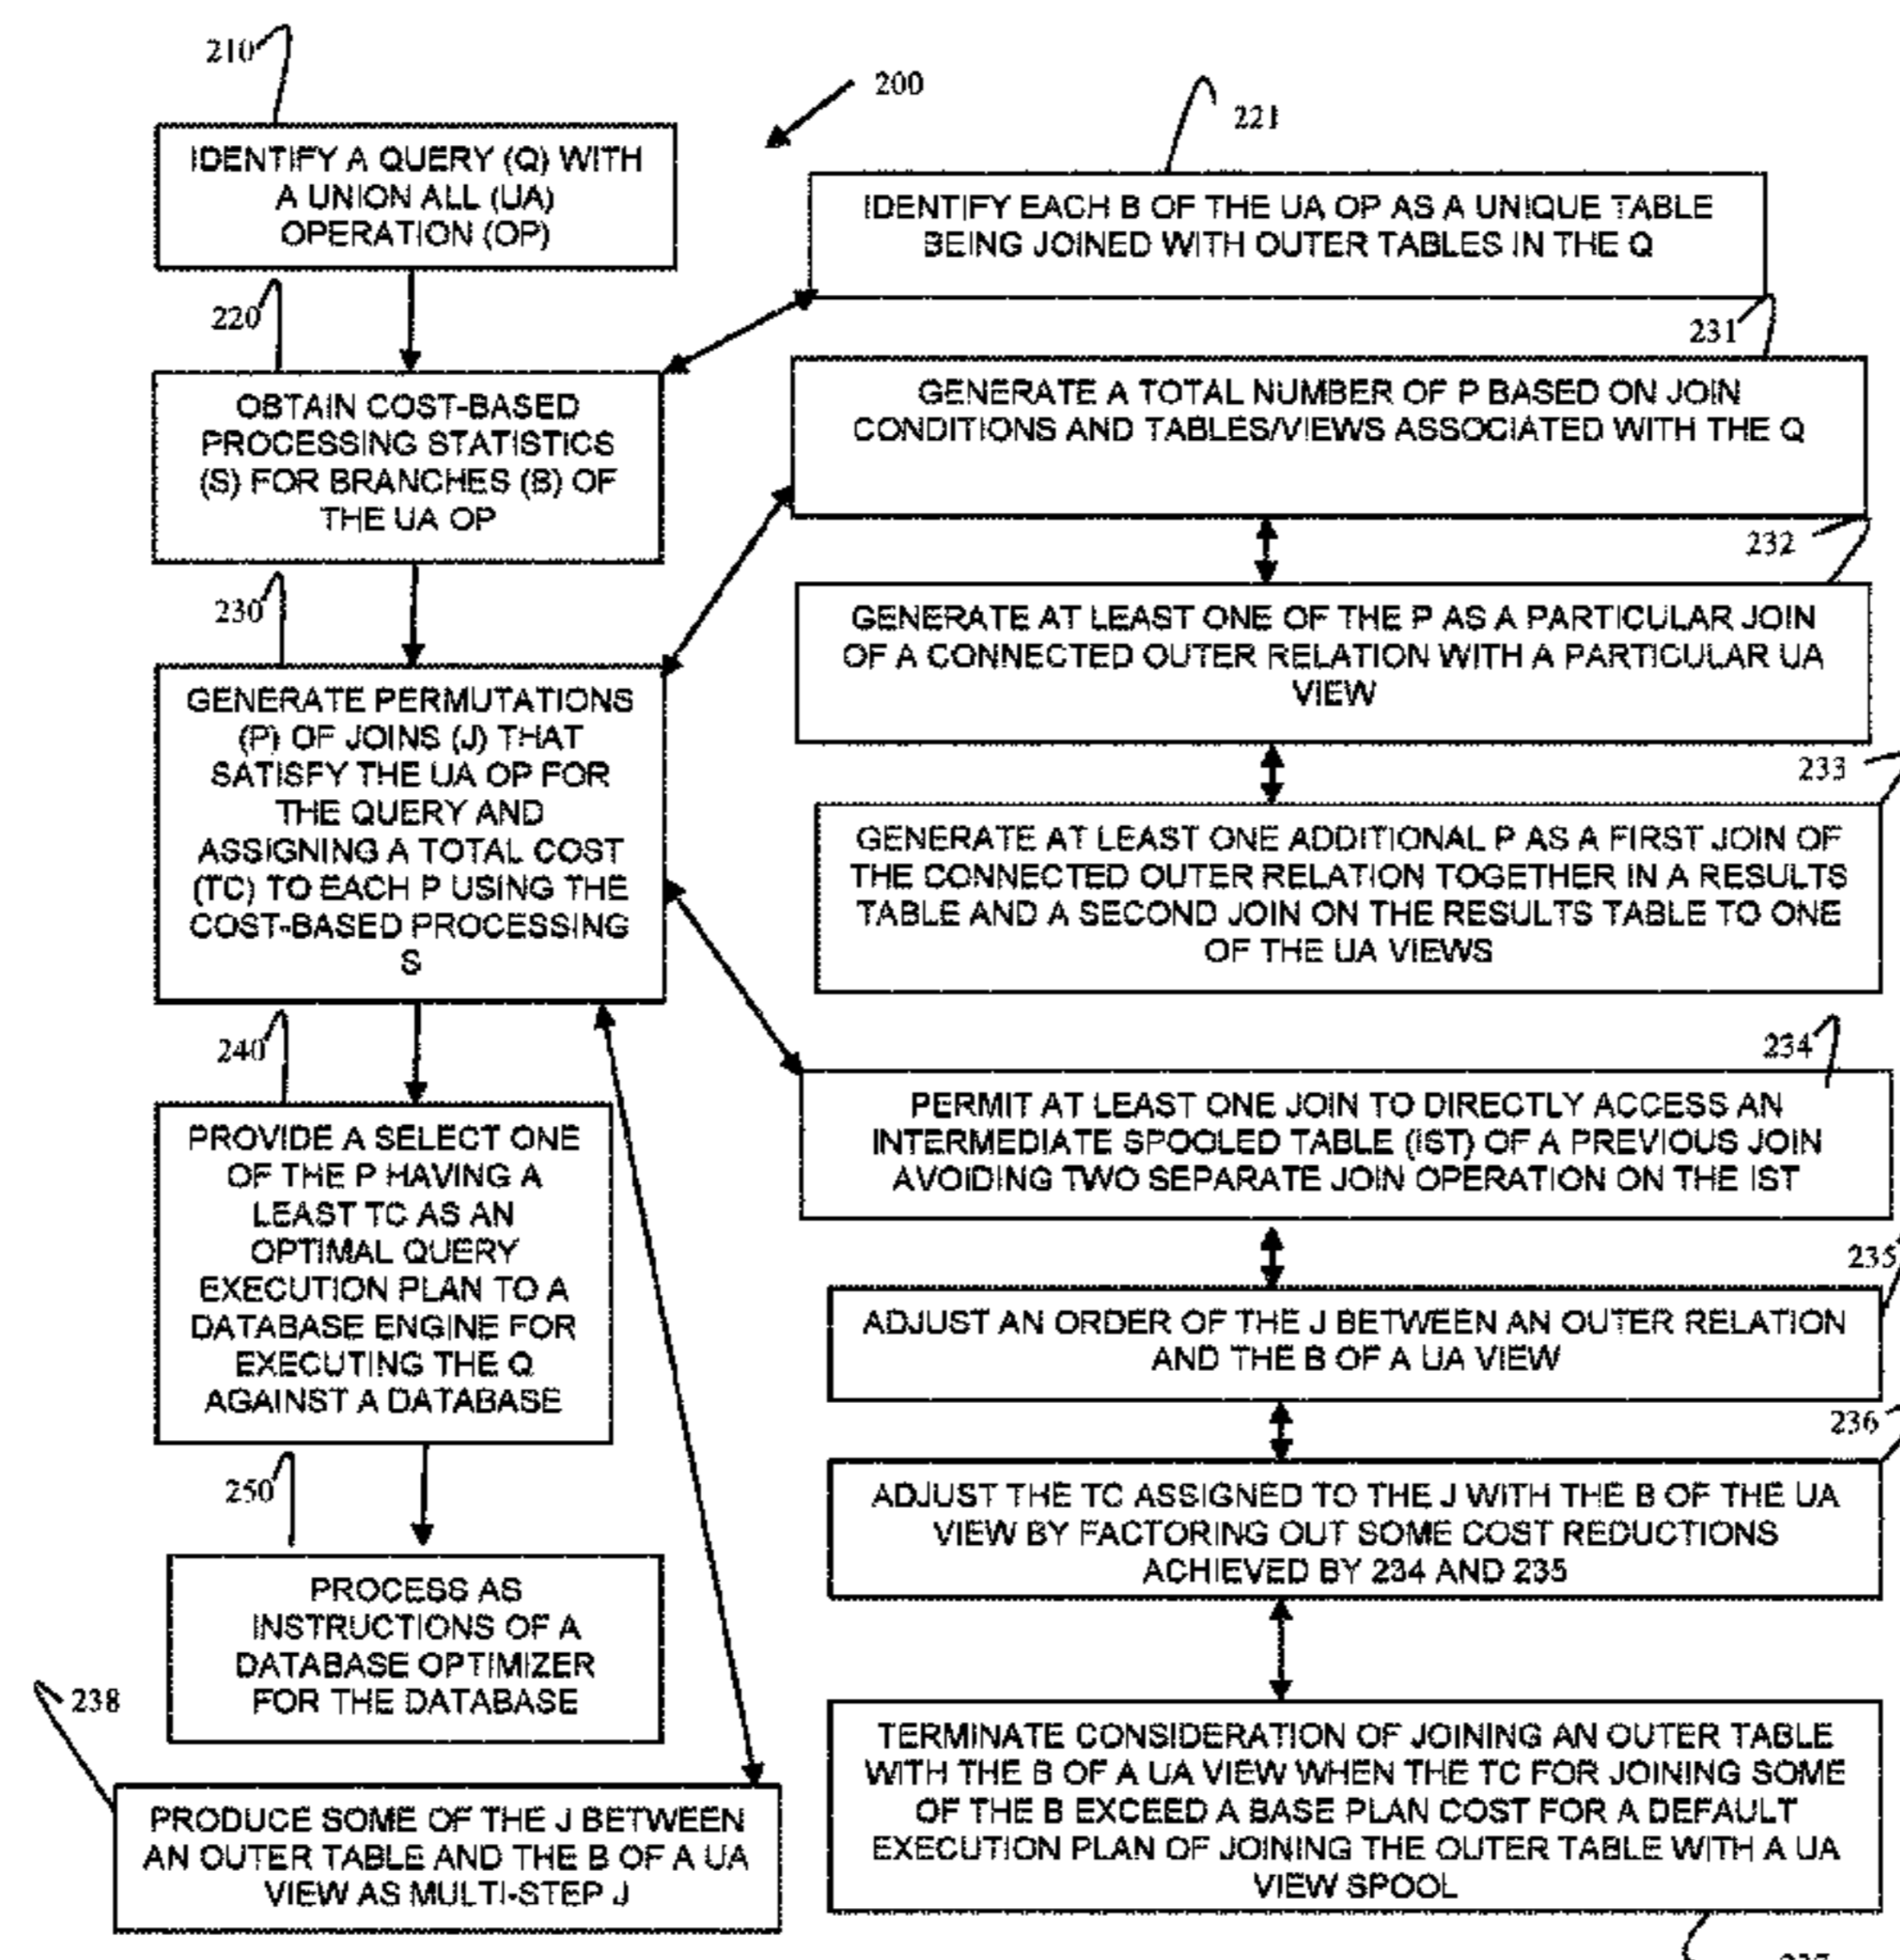 210
200
221
IDENTIFY A QUERY (Q) WITH
A UNION ALL (UA)
OPERATION (OP)
IDENTIFY EACH B OF THE UA OP AS A UNIQUE TABLE
BEING JOINED WITH OUTER TABLES IN THE Q
220
231
OBTAIN COST-BASED
PROCESSING STATISTICS
(S) FOR BRANCHES (B) OF
THE UA OP
GENERATE A TOTAL NUMBER OF P BASED ON JOIN
CONDITIONS AND TABLES/VIEWS ASSOCIATED WITH THE Q
232
230
GENERATE AT LEAST ONE OF THE P AS A PARTICULAR JOIN
OF A CONNECTED OUTER RELATION WITH A PARTICULAR UA
VIEW
GENERATE PERMUTATIONS
(P) OF JOINS (J) THAT
SATISFY THE UA OP FOR
THE QUERY AND
ASSIGNING A TOTAL COST
(TC) TO EACH P USING THE
COST-BASED PROCESSING
S
233
GENERATE AT LEAST ONE ADDITIONAL P AS A FIRST JOIN OF
THE CONNECTED OUTER RELATION TOGETHER IN A RESULTS
TABLE AND A SECOND JOIN ON THE RESULTS TABLE TO ONE
OF THE UA VIEWS
240
234
PERMIT AT LEAST ONE JOIN TO DIRECTLY ACCESS AN
INTERMEDIATE SPOOLED TABLE (IST) OF A PREVIOUS JOIN
AVOIDING TWO SEPARATE JOIN OPERATION ON THE IST
PROVIDE A SELECT ONE
OF THE P HAVING A
LEAST TC AS AN
OPTIMAL QUERY
EXECUTION PLAN TO A
DATABASE ENGINE FOR
EXECUTING THE Q
AGAINST A DATABASE
235
ADJUST AN ORDER OF THE J BETWEEN AN OUTER RELATION
AND THE B OF A UA VIEW
236
250
ADJUST THE TC ASSIGNED TO THE J WITH THE B OF THE UA
VIEW BY FACTORING OUT SOME COST REDUCTIONS
ACHIEVED BY 234 AND 235
PROCESS AS
INSTRUCTIONS OF A
DATABASE OPTIMIZER
FOR THE DATABASE
238
TERMINATE CONSIDERATION OF JOINING AN OUTER TABLE
WITH THE B OF A UA VIEW WHEN THE TC FOR JOINING SOME
OF THE B EXCEED A BASE PLAN COST FOR A DEFAULT
EXECUTION PLAN OF JOINING THE OUTER TABLE WITH A UA
VIEW SPOOL
PRODUCE SOME OF THE J BETWEEN
AN OUTER TABLE AND THE B OF A UA
VIEW AS MULTI-STEP J